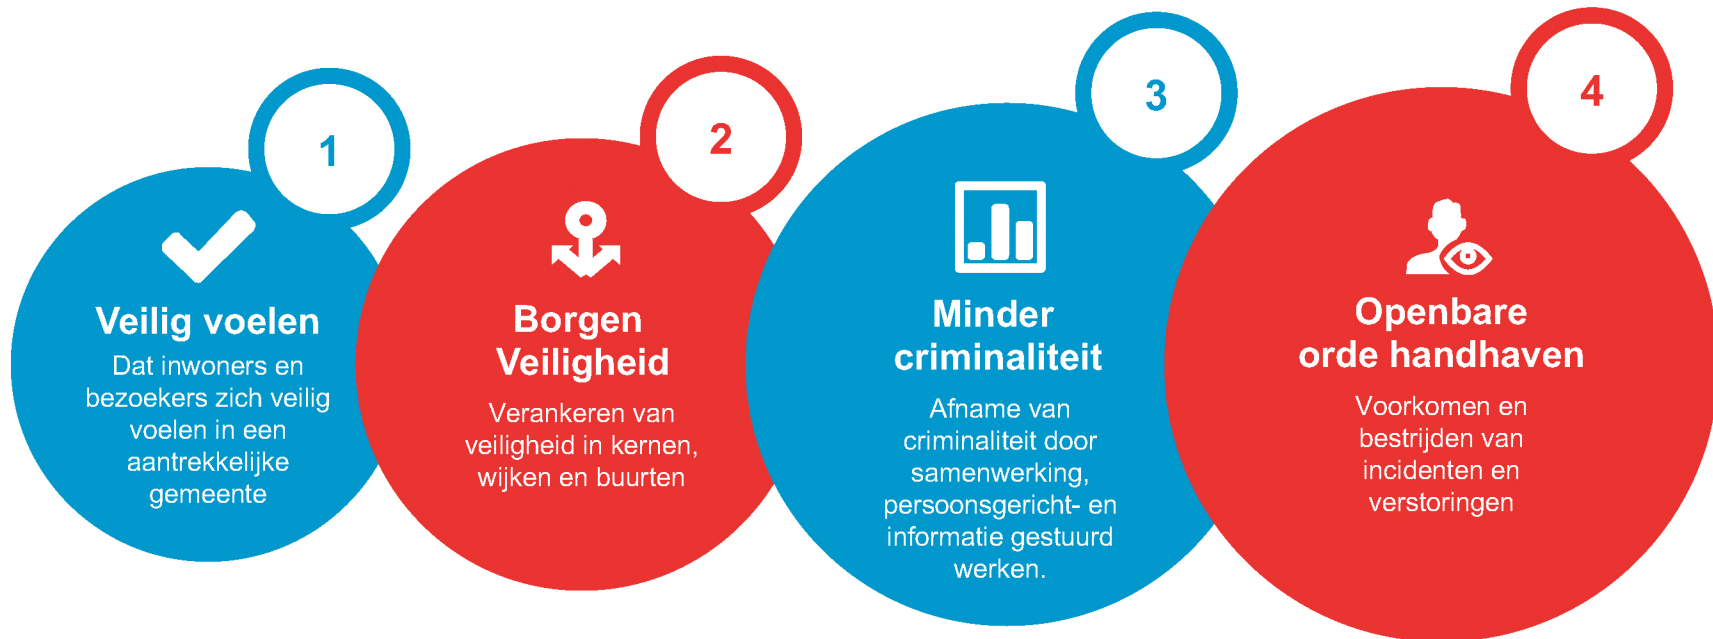 1
Veilig voelen
Dat inwoners en
bezoekers zich veilig
voelen in een
aantrekkelijke
gemeente
2
Borgen
Veiligheid
Verankeren van
veiligheid in kernen,
wijken en buurten
3
Minder
criminaliteit
Afname van
criminaliteit door
samenwerking,
persoonsgericht- en
informatie gestuurd
werken.
4
Openbare
orde handhaven
Voorkomen en
bestrijden van
incidenten en
verstoringen